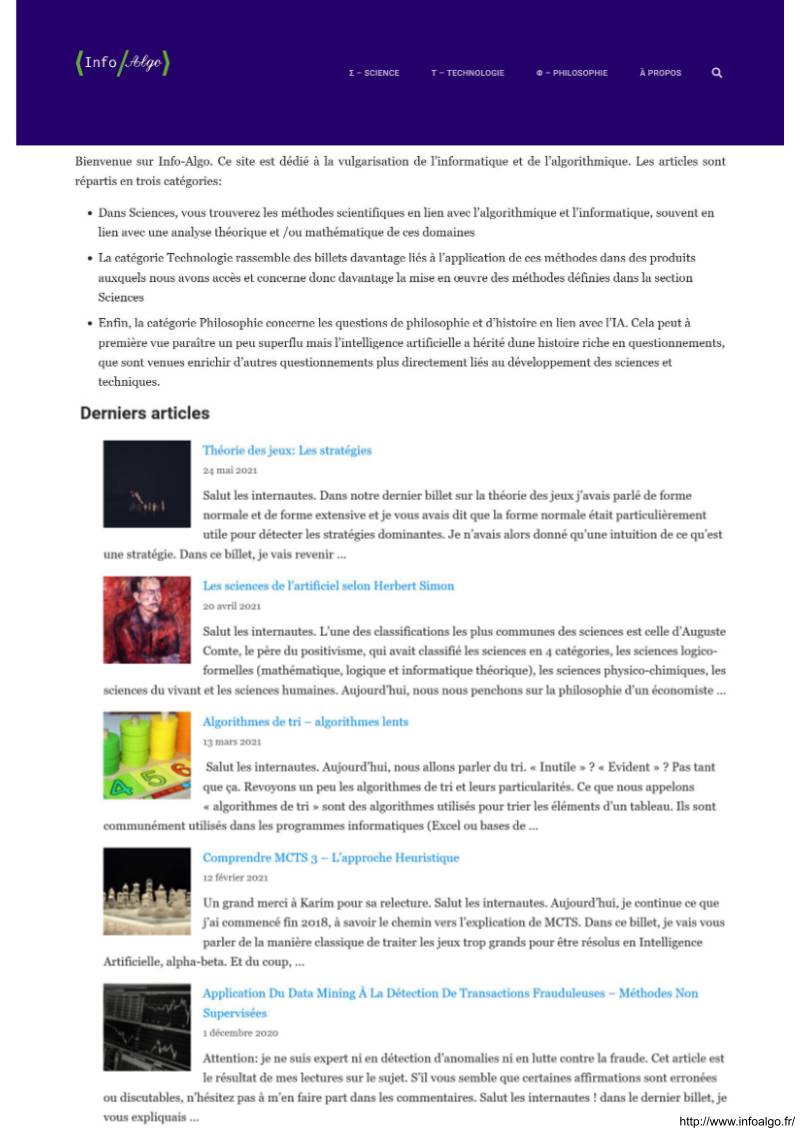 {Info/Algo}
Σ – SCIENCE T – TECHNOLOGIE Φ – PHILOSOPHIE À PROPOS
Bienvenue sur Info-Algo. Ce site est dédié à la vulgarisation de l'informatique et de l'algorithmique. Les articles sont
répartis en trois catégories:
• Dans Sciences, vous trouverez les méthodes scientifiques en lien avec l'algorithmique et l'informatique, souvent en
lien avec une analyse théorique et /ou mathématique de ces domaines
• La catégorie Technologie rassemble des billets davantage liés à l'application de ces méthodes dans des produits
auxquels nous avons accès et concerne donc davantage la mise en œuvre des méthodes définies dans la section
Sciences
• Enfin, la catégorie Philosophie concerne les questions de philosophie et d'histoire en lien avec l'IA. Cela peut à
première vue paraître un peu superflu mais l'intelligence artificielle a hérité dune histoire riche en questionnements,
que sont venues enrichir d'autres questionnements plus directement liés au développement des sciences et
techniques.
Derniers articles
Théorie des jeux: Les stratégies
24 mai 2021
Salut les internautes. Dans notre dernier billet sur la théorie des jeux j'avais parlé de forme
normale et de forme extensive et je vous avais dit que la forme normale était particulièrement
utile pour détecter les stratégies dominantes. Je n'avais alors donné qu'une intuition de ce qu'est
une stratégie. Dans ce billet, je vais revenir ...
Les sciences de l'artificiel selon Herbert Simon
20 avril 2021
Salut les internautes. L'une des classifications les plus communes des sciences est celle d'Auguste
Comte, le père du positivisme, qui avait classifié les sciences en 4 catégories, les sciences logico-
formelles (mathématique, logique et informatique théorique), les sciences physico-chimiques, les
sciences du vivant et les sciences humaines. Aujourd'hui, nous nous penchons sur la philosophie d'un économiste ...
4 5 6
Algorithmes de tri – algorithmes lents
13 mars 2021
Salut les internautes. Aujourd'hui, nous allons parler du tri. « Inutile » ? « Evident » ? Pas tant
que ça. Revoyons un peu les algorithmes de tri et leurs particularités. Ce que nous appelons
« algorithmes de tri » sont des algorithmes utilisés pour trier les éléments d'un tableau. Ils sont
communément utilisés dans les programmes informatiques (Excel ou bases de ...
Comprendre MCTS 3 – L'approche Heuristique
12 février 2021
Un grand merci à Karim pour sa relecture. Salut les internautes. Aujourd'hui, je continue ce que
j'ai commencé fin 2018, à savoir le chemin vers l'explication de MCTS. Dans ce billet, je vais vous
parler de la manière classique de traiter les jeux trop grands pour être résolus en Intelligence
Artificielle, alpha-beta. Et du coup, ...
Application Du Data Mining À La Détection De Transactions Frauduleuses – Méthodes Non
Supervisées
1 décembre 2020
Attention: je ne suis expert ni en détection d'anomalies ni en lutte contre la fraude. Cet article est
le résultat de mes lectures sur le sujet. S'il vous semble que certaines affirmations sont erronées
ou discutables, n'hésitez pas à m'en faire part dans les commentaires. Salut les internautes ! dans le dernier billet, je
vous expliquais ...
http://www.infoalgo.fr/